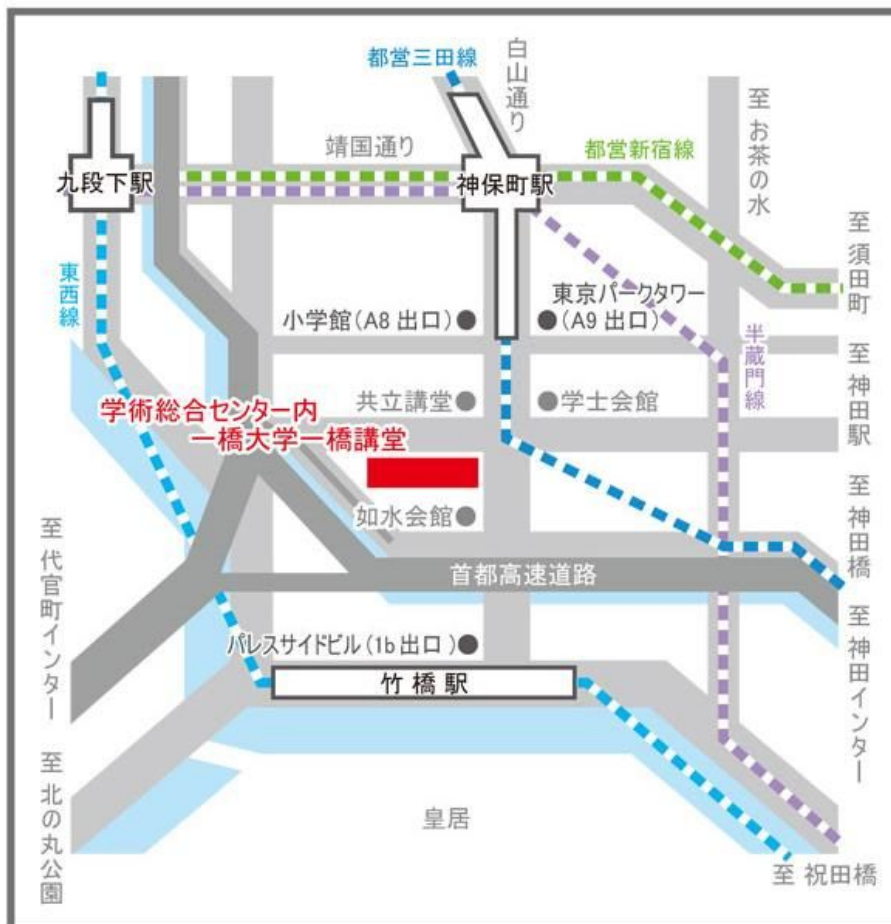 都営三田線
白山通り
靖国通り
都営新宿線
至 お茶の水
九段下駅
神保町駅
東西線
至 須田町
小学館(A8 出口)
東京パークタワー
(A9 出口)
半蔵門線
至 神田駅
共立講堂
学士会館
学術総合センター内
一橋大学一橋講堂
如水会館
至 神田橋
至 代官町インター
首都高速道路
至 神田インター
パレスサイドビル(1b 出口)
竹橋駅
至 北の丸公園
皇居
至 祝田橋